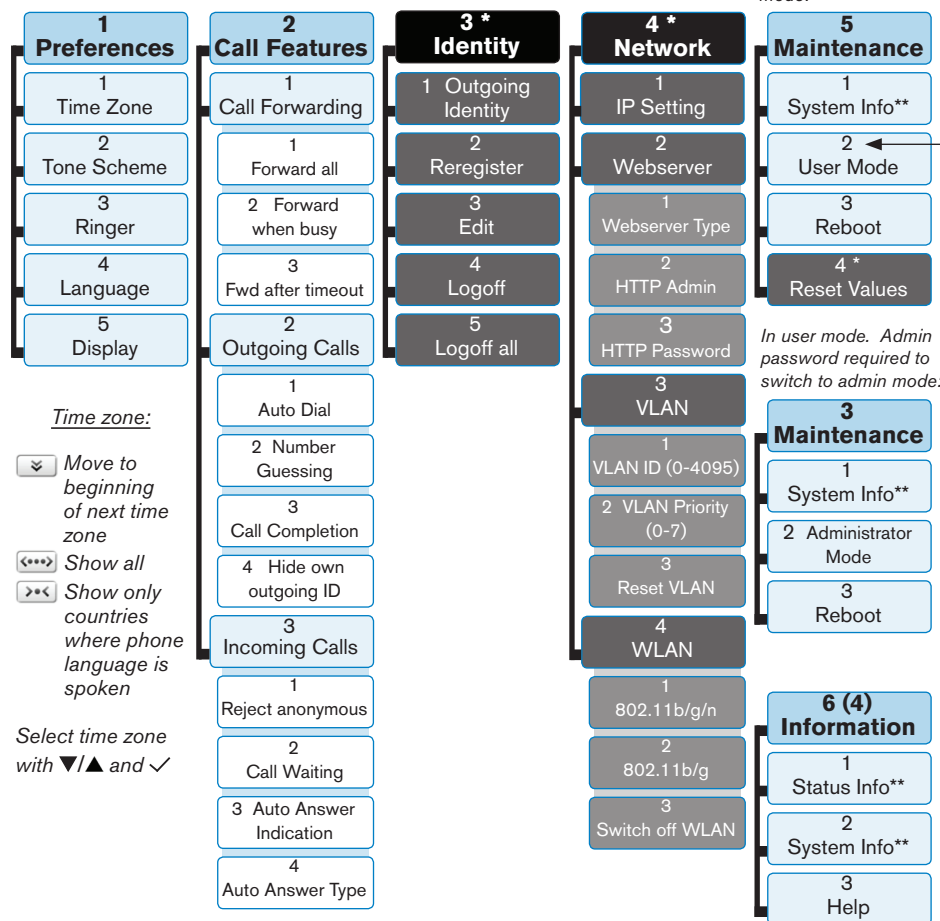 mode.
1
Preferences
1
Time Zone
2
Tone Scheme
3
Ringer
4
Language
5
Display
Time zone:
Move to
beginning
of next time
zone
Show all
Show only
countries
where phone
language is
spoken
Select time zone
with ▼/▲ and ✓
2
Call Features
1
Call Forwarding
1
Forward all
2 Forward
when busy
3
Fwd after timeout
2
Outgoing Calls
1
Auto Dial
2 Number
Guessing
3
Call Completion
4 Hide own
outgoing ID
3
Incoming Calls
1
Reject anonymous
2
Call Waiting
3 Auto Answer
Indication
4
Auto Answer Type
3 *
Identity
1 Outgoing
Identity
2
Reregister
3
Edit
4
Logoff
5
Logoff all
4 *
Network
1
IP Setting
2
Webserver
1
Webserver Type
2
HTTP Admin
3
HTTP Password
3
VLAN
1
VLAN ID (0-4095)
2 VLAN Priority
(0-7)
3
Reset VLAN
4
WLAN
1
802.11b/g/n
2
802.11b/g
3
Switch off WLAN
5
Maintenance
1
System Info**
2
User Mode
3
Reboot
4 *
Reset Values
In user mode. Admin
password required to
switch to admin mode:
3
Maintenance
1
System Info**
2 Administrator
Mode
3
Reboot
6 (4)
Information
1
Status Info**
2
System Info**
3
Help